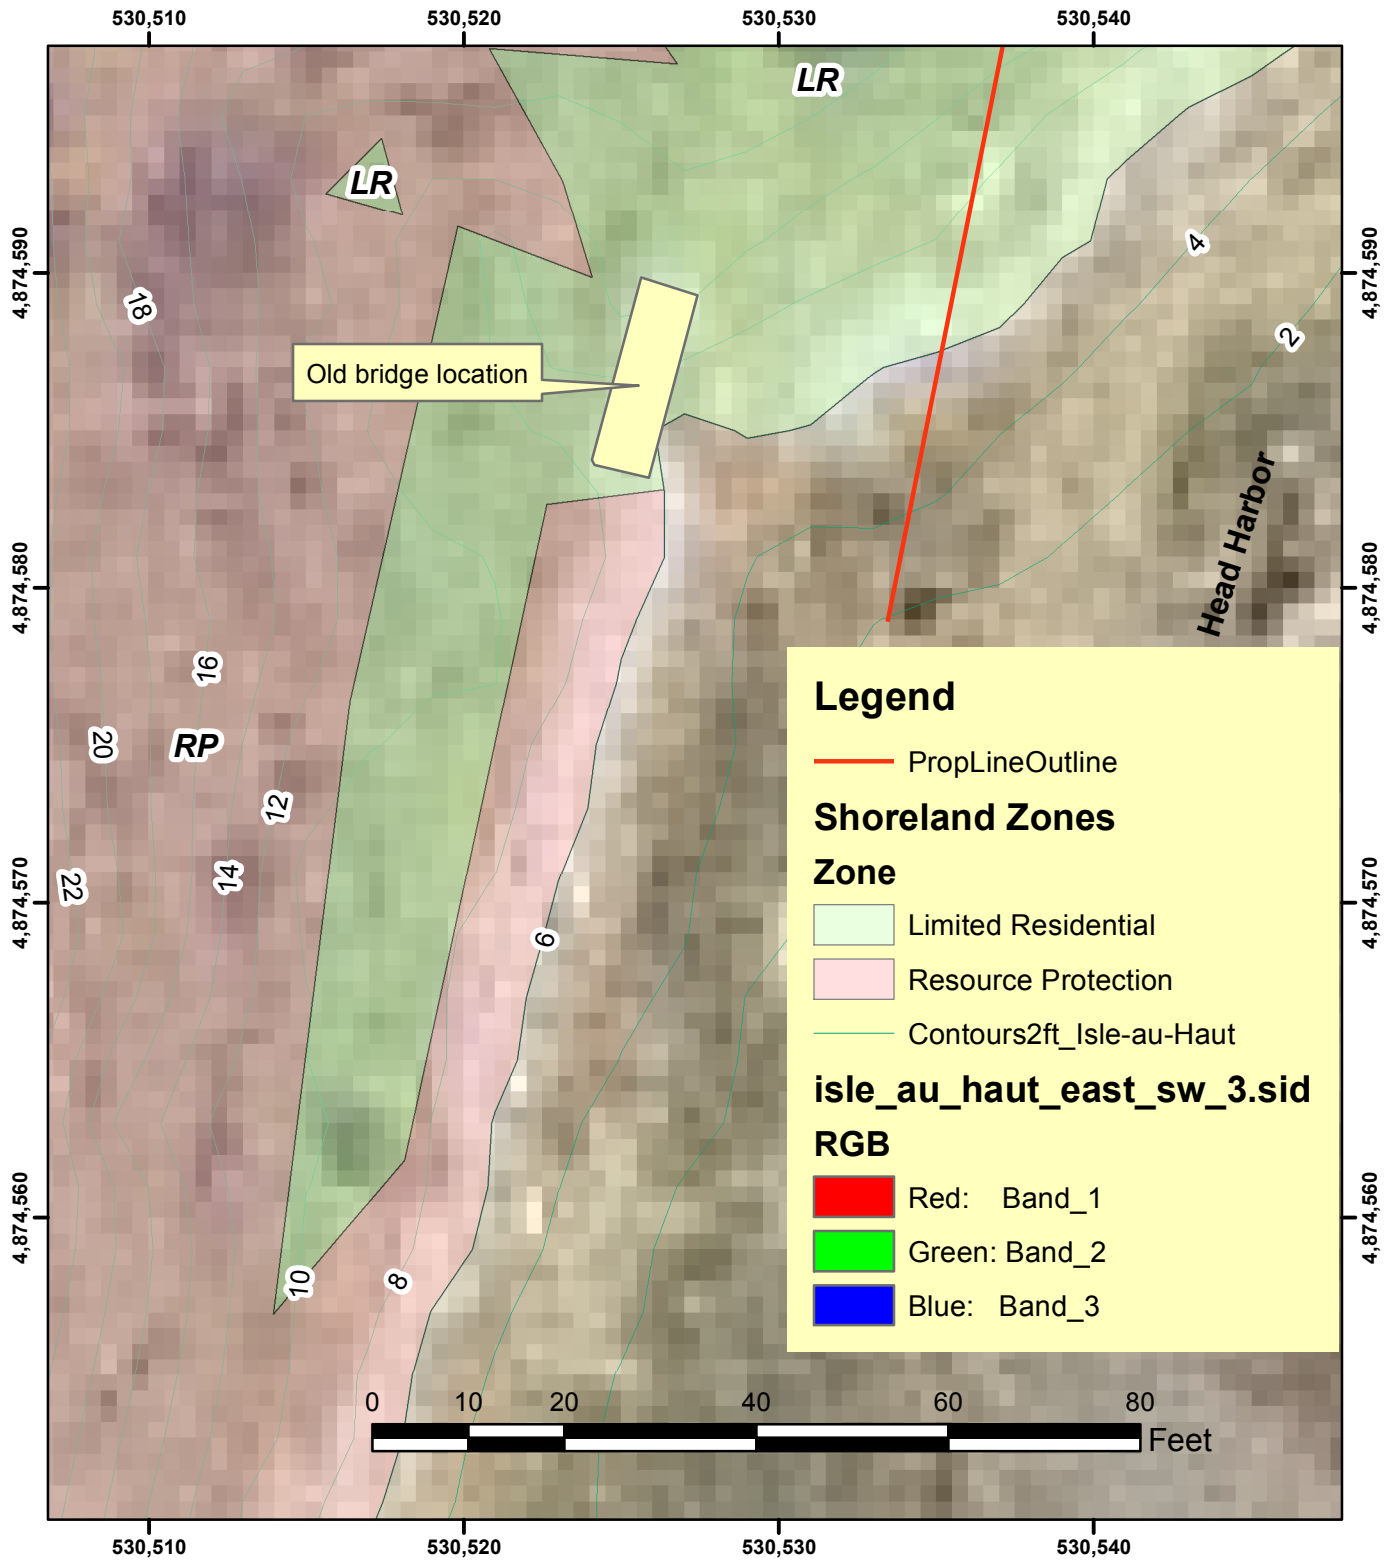 530,510 530,520 530,530 530,540
LR
LR
4,874,590 4,874,590
4
18
2
Old bridge location
Head Harbor
4,874,580 4,874,580
16
RP
20
12
14
22
4,874,570 4,874,570
6
Legend
PropLineOutline
Shoreland Zones
Zone
Limited Residential
Resource Protection
Contours2ft_Isle-au-Haut
isle_au_haut_east_sw_3.sid
RGB
Red: Band_1
Green: Band_2
Blue: Band_3
4,874,560 4,874,560
10
8
0 10 20 40 60 80
Feet
530,510 530,520 530,530 530,540